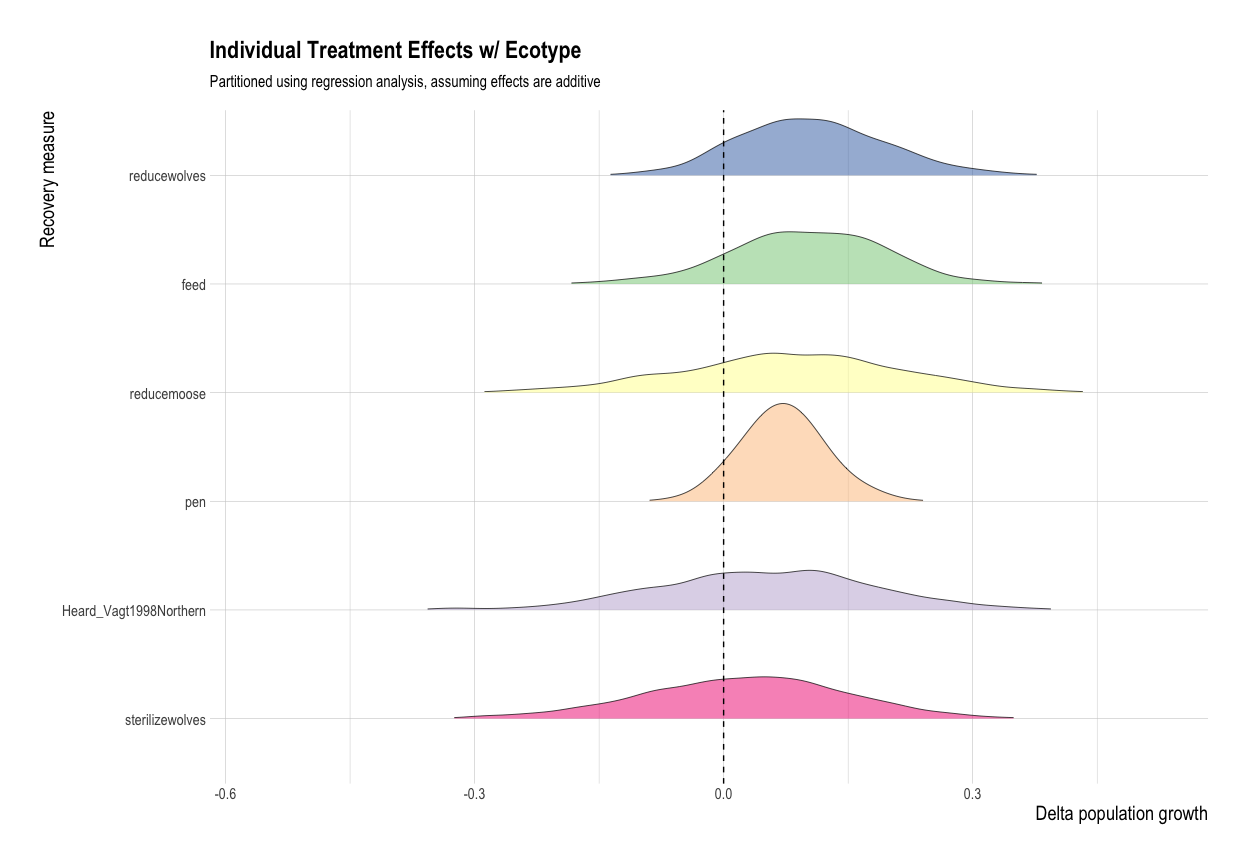 Individual Treatment Effects w/ Ecotype
Partitioned using regression analysis, assuming effects are additive
Recovery measure
reducewolves
feed
reducemoose
pen
Heard_Vagt1998Northern
sterilizewolves
-0.6 -0.3 0.0 0.3
Delta population growth